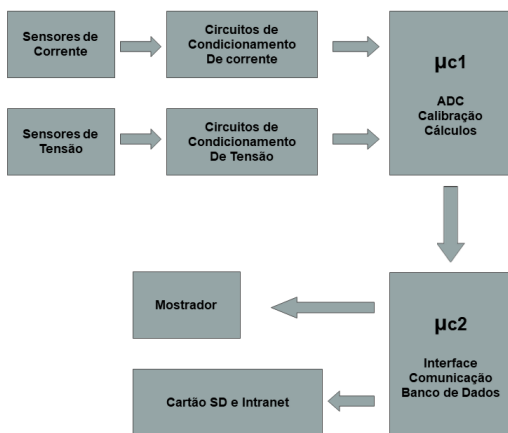 Sensores de
Corrente
Circuitos de
Condicionamento
De corrente
μc1
ADC
Calibração
Cálculos
Sensores de
Tensão
Circuitos de
Condicionamento
De Tensão
Mostrador
μc2
Interface
Comunicação
Banco de Dados
Cartão SD e Intranet